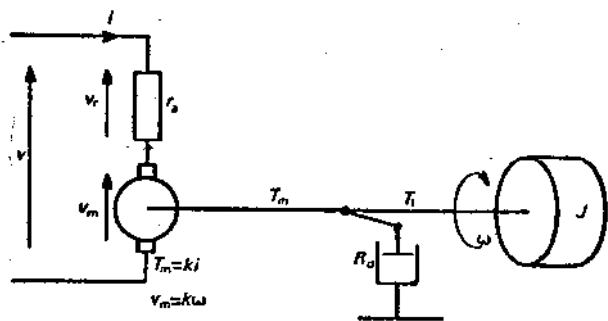 i
v_r
r_a
v
v_m
T_m
T_l
ω
J
R_d
T_m=ki
v_m=kω